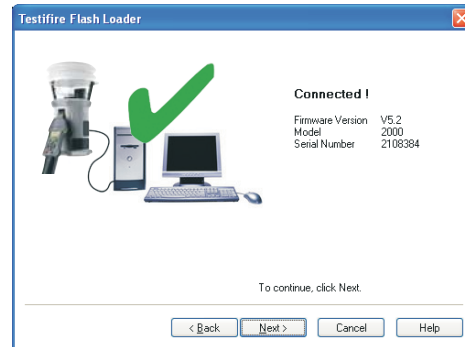 Testifire Flash Loader
Connected !
Firmware Version V5.2
Model 2000
Serial Number 2108384
To continue, click Next.
< Back Next > Cancel Help